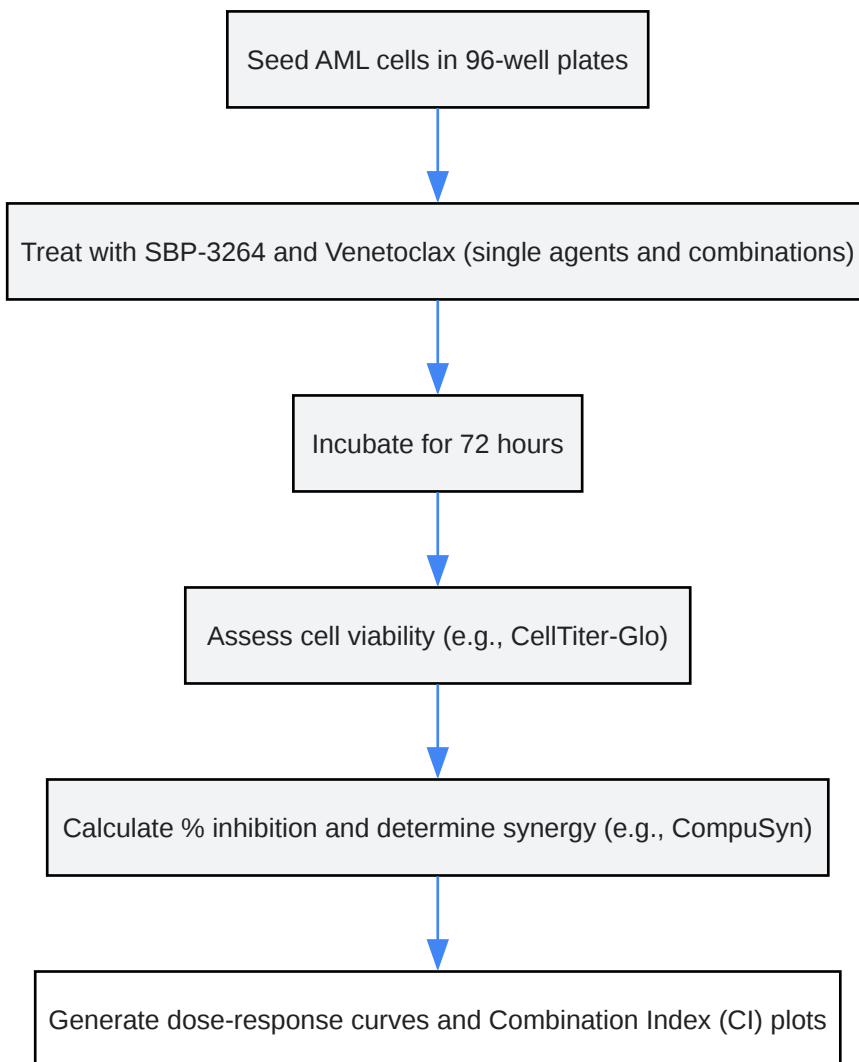 Seed AML cells in 96-well plates
Treat with SBP-3264 and Venetoclax (single agents and combinations)
Incubate for 72 hours
Assess cell viability (e.g., CellTiter-Glo)
Calculate % inhibition and determine synergy (e.g., CompuSyn)
Generate dose-response curves and Combination Index (CI) plots